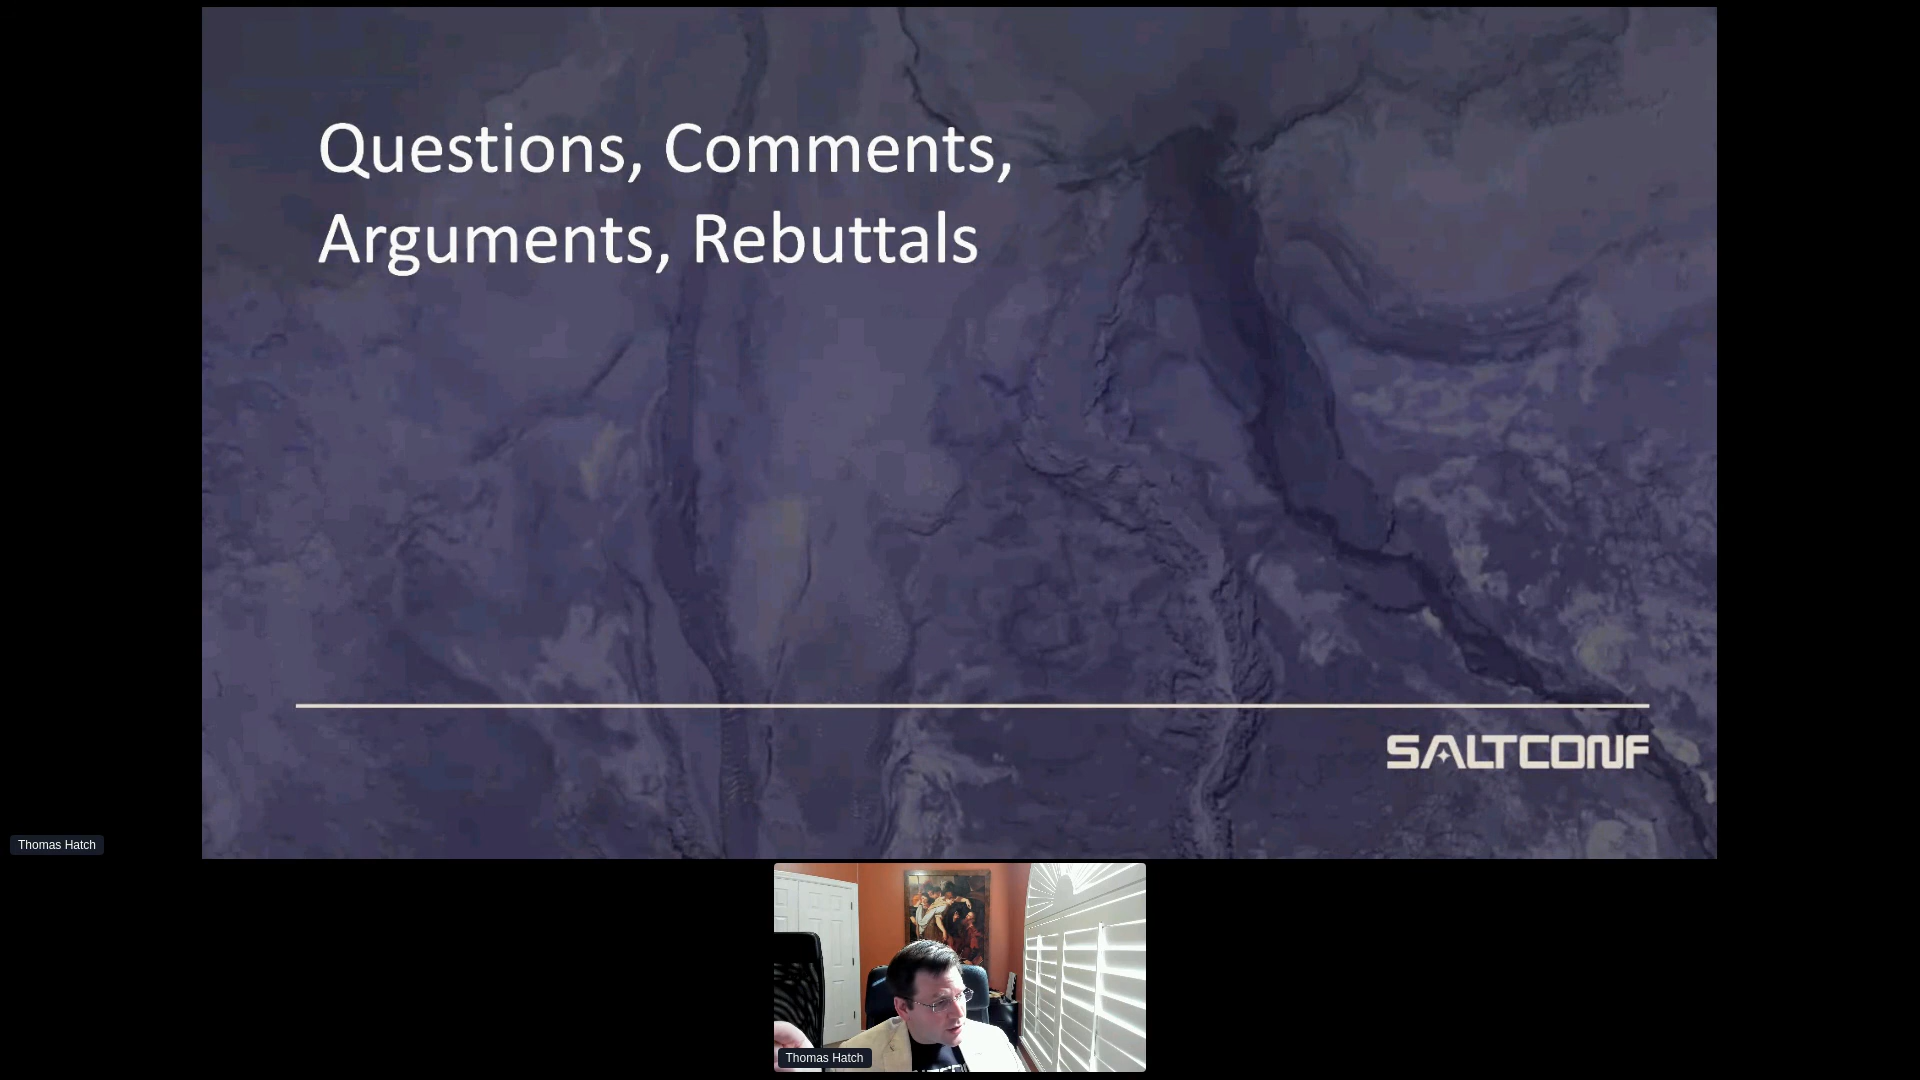 Questions, Comments,
Arguments, Rebuttals
SALTCONF
Thomas Hatch
Thomas Hatch